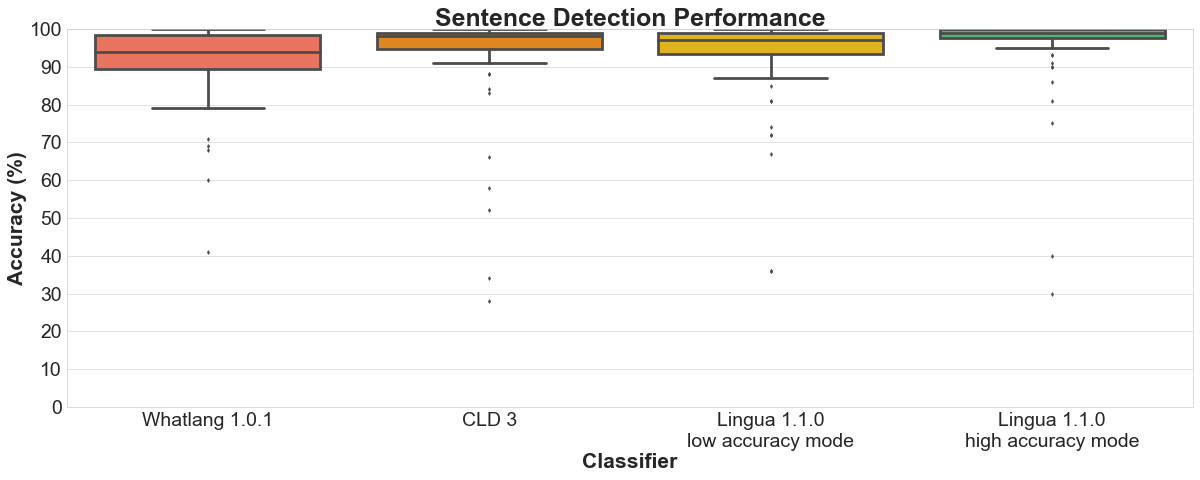 Sentence Detection Performance
Accuracy (%)
100
90
80
70
60
50
40
30
20
10
0
Whatlang 1.0.1
CLD 3
Lingua 1.1.0
low accuracy mode
Lingua 1.1.0
high accuracy mode
Classifier